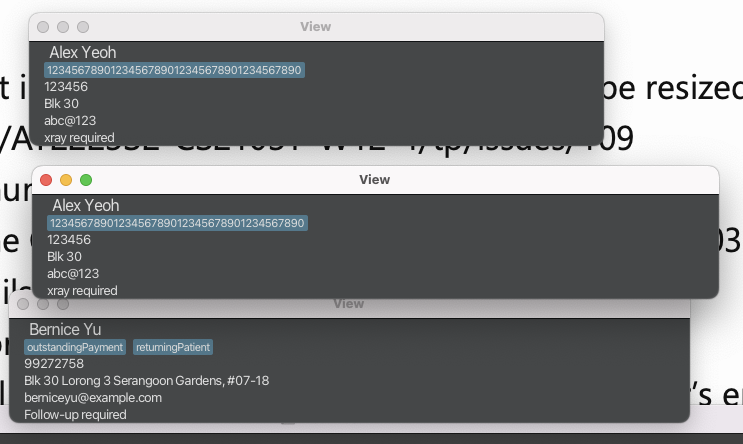 View
Alex Yeoh
1234567890123456789012345678901234567890
123456
Blk 30
abc@123
xray required
be resized
/tp/issues/109
View
Alex Yeoh
1234567890123456789012345678901234567890
123456
Blk 30
abc@123
xray required
View
Bernice Yu
outstandingPayment returningPatient
99272758
Blk 30 Lorong 3 Serangoon Gardens, #07-18
berniceyu@example.com
Follow-up required